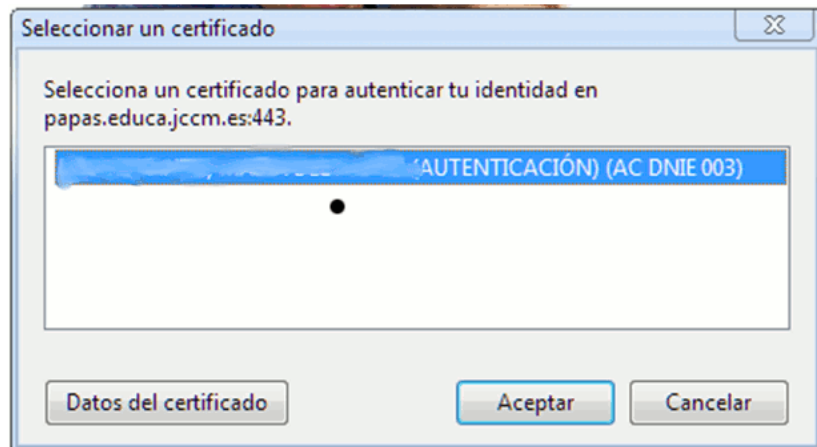 Seleccionar un certificado
Selecciona un certificado para autenticar tu identidad en
papas.educa.jccm.es:443.
(AUTENTICACIÓN) (AC DNIE 003)
Datos del certificado
Aceptar
Cancelar